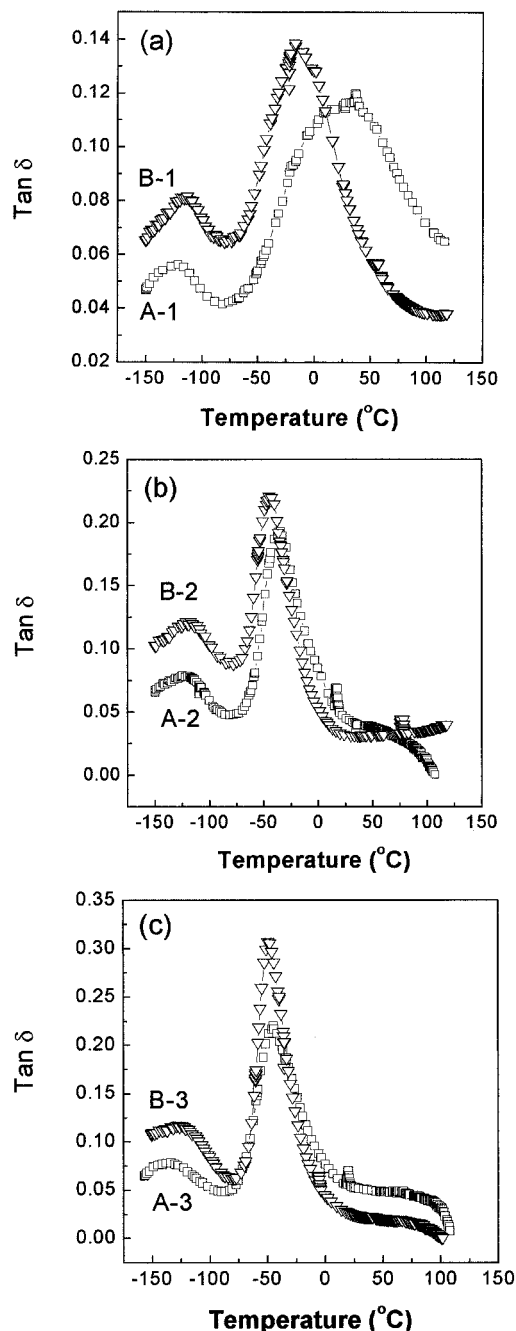 (a)
0.14
0.12
0.10
0.08
0.06
0.04
0.02
Tan δ
B-1
A-1
-150 -100 -50 0 50 100 150
Temperature (°C)
(b)
0.25
0.20
0.15
0.10
0.05
0.00
Tan δ
B-2
A-2
-150 -100 -50 0 50 100 150
Temperature (°C)
(c)
0.35
0.30
0.25
0.20
0.15
0.10
0.05
0.00
Tan δ
B-3
A-3
-150 -100 -50 0 50 100 150
Temperature (°C)